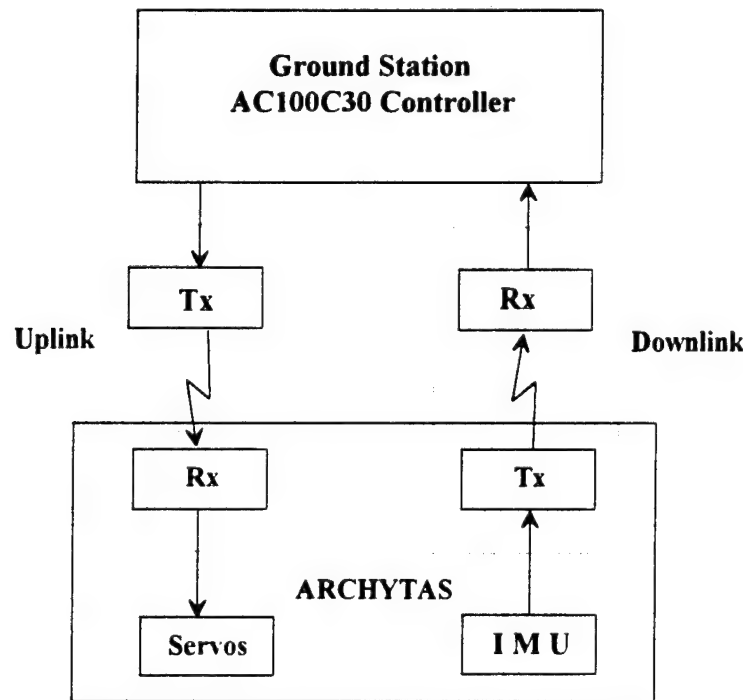 Ground Station
AC100C30 Controller
Tx
Rx
Uplink
Downlink
Rx
Tx
ARCHYTAS
Servos
I M U